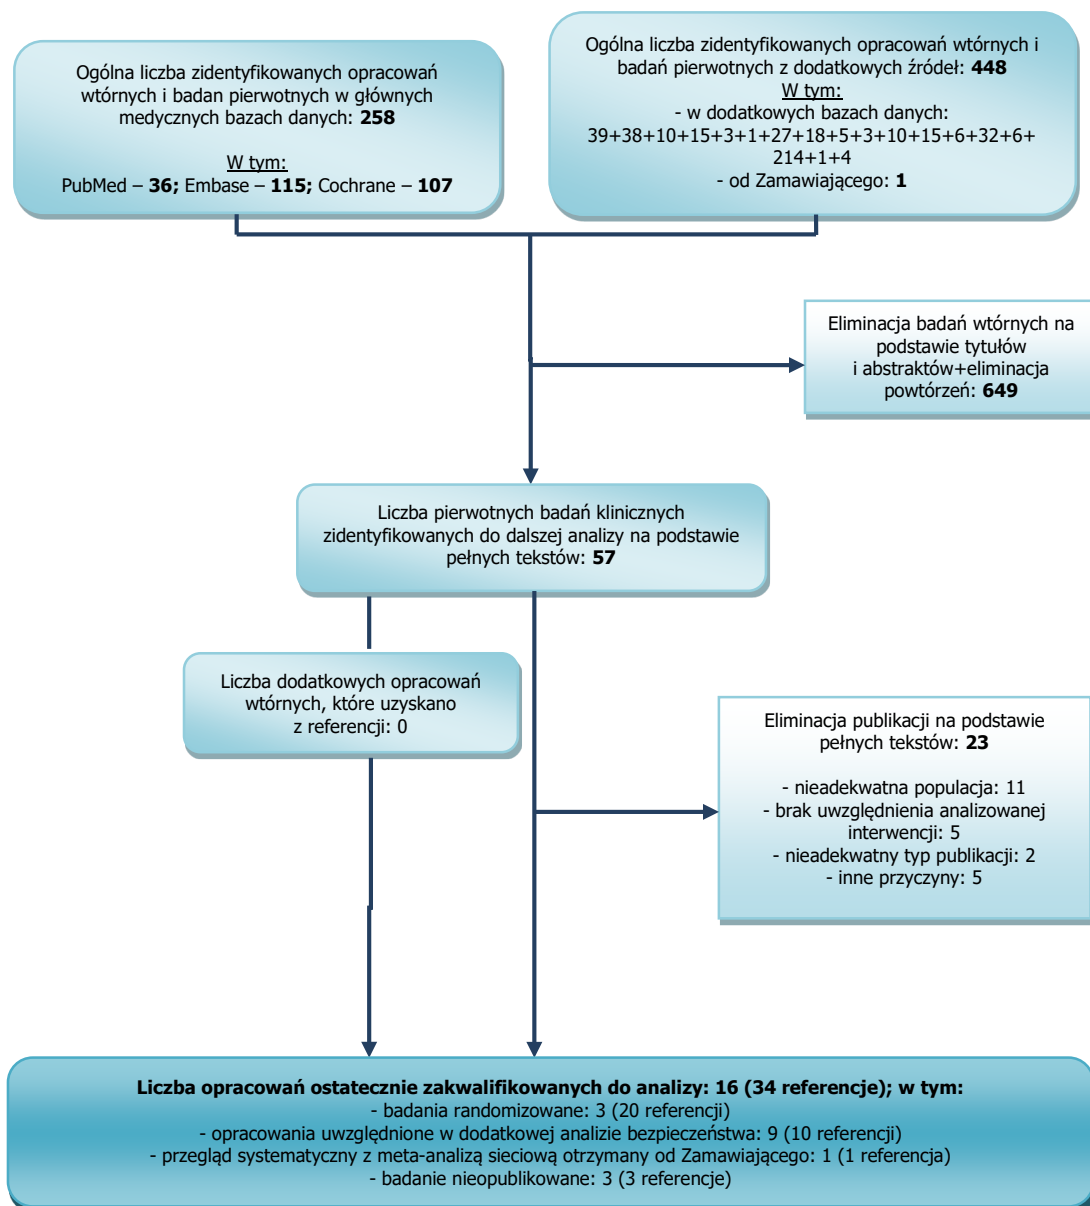 Ogólna liczba zidentyfikowanych opracowań
wtórnych i badan pierwotnych w głównych
medycznych bazach danych: 258
W tym:
PubMed – 36; Embase – 115; Cochrane – 107
Ogólna liczba zidentyfikowanych opracowań wtórnych i
badań pierwotnych z dodatkowych źródeł: 448
W tym:
- w dodatkowych bazach danych:
39+38+10+15+3+1+27+18+5+3+10+15+6+32+6+
214+1+4
- od Zamawiającego: 1
Eliminacja badań wtórnych na
podstawie tytułów
i abstraktów+eliminacja
powtórzeń: 649
Liczba pierwotnych badań klinicznych
zidentyfikowanych do dalszej analizy na podstawie
pełnych tekstów: 57
Liczba dodatkowych opracowań
wtórnych, które uzyskano
z referencji: 0
Eliminacja publikacji na podstawie
pełnych tekstów: 23
- nieadekwatna populacja: 11
- brak uwzględnienia analizowanej
interwencji: 5
- nieadekwatny typ publikacji: 2
- inne przyczyny: 5
Liczba opracowań ostatecznie zakwalifikowanych do analizy: 16 (34 referencje); w tym:
- badania randomizowane: 3 (20 referencji)
- opracowania uwzględnione w dodatkowej analizie bezpieczeństwa: 9 (10 referencji)
- przegląd systematyczny z meta-analizą sieciową otrzymany od Zamawiającego: 1 (1 referencja)
- badanie nieopublikowane: 3 (3 referencje)